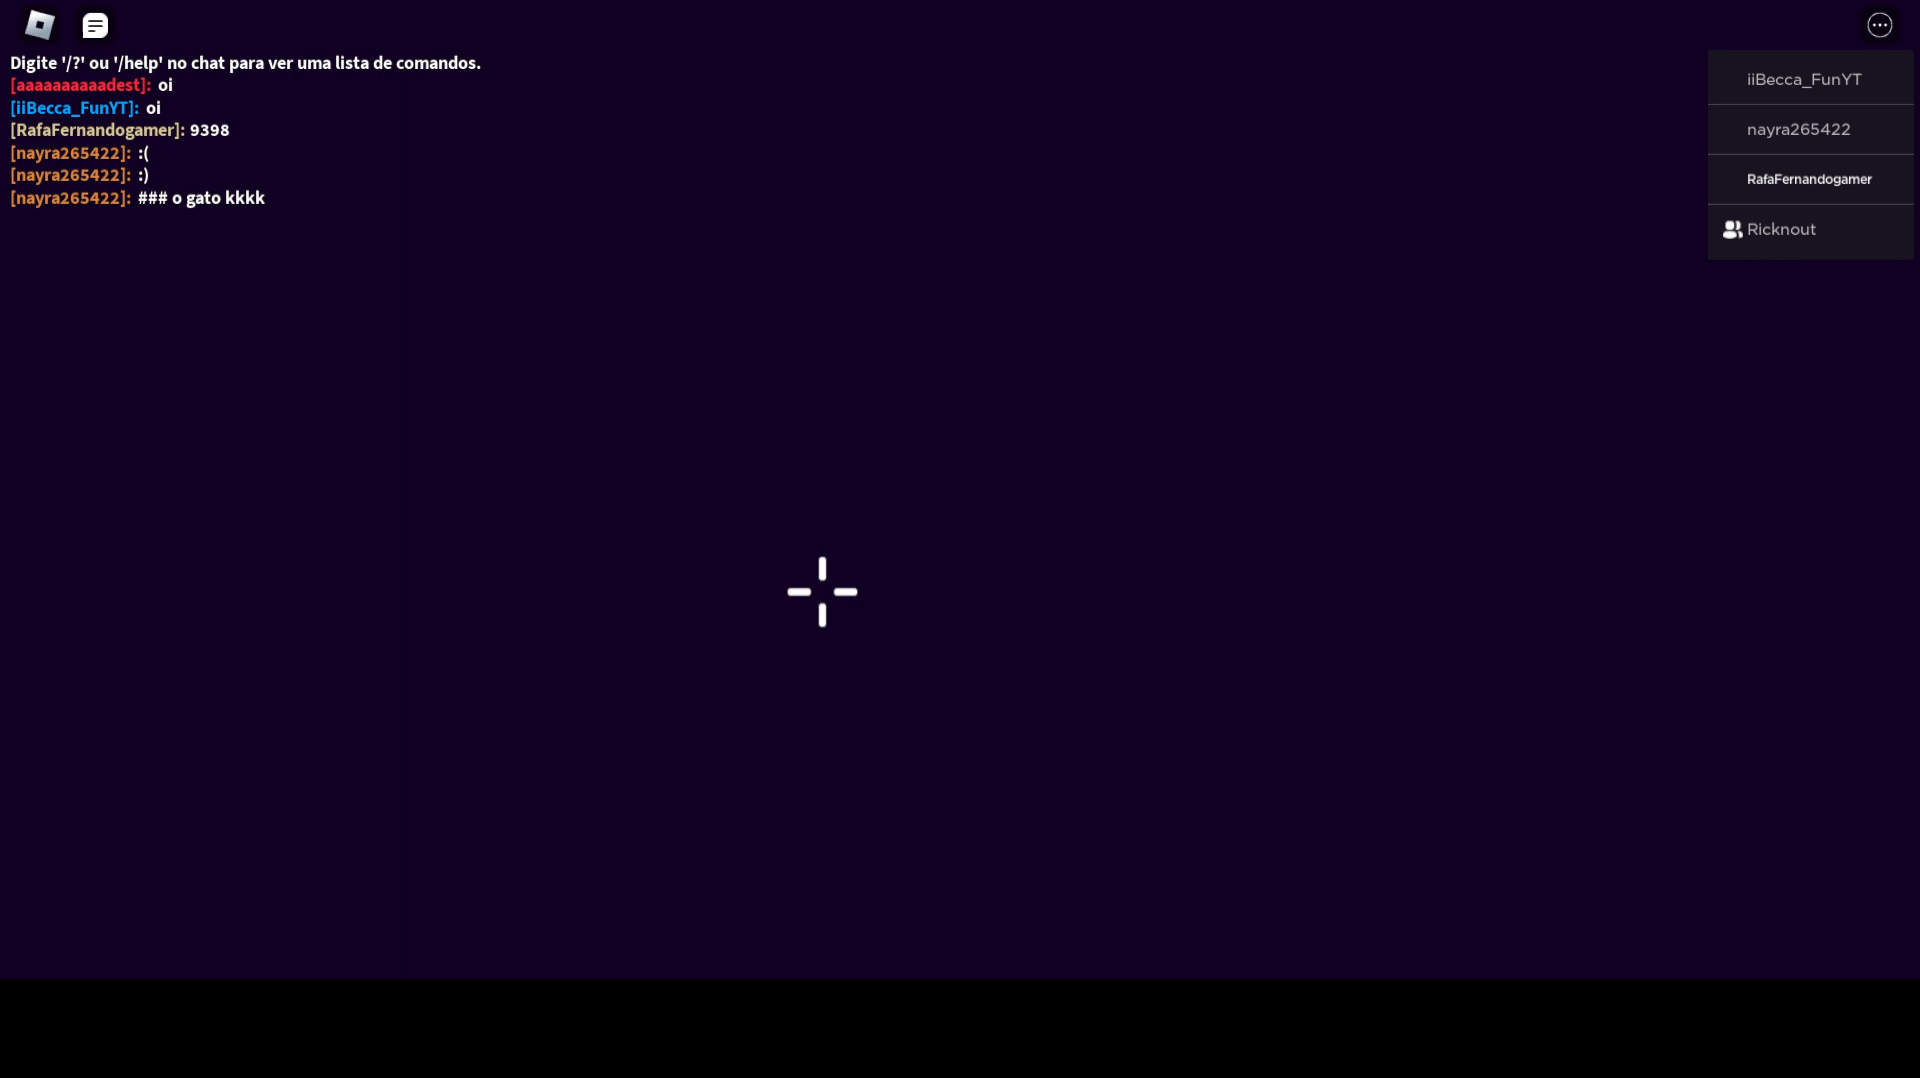 Digite '/?' ou '/help' no chat para ver uma lista de comandos.
[aaaaaaaaaadest]: oi
[iiBecca_FunYT]: oi
[RafaFernandogamer]: 9398
[nayra265422]: :(
[nayra265422]: :)
[nayra265422]: ### o gato kkkk
iiBecca_FunYT
nayra265422
RafaFernandogamer
Ricknout